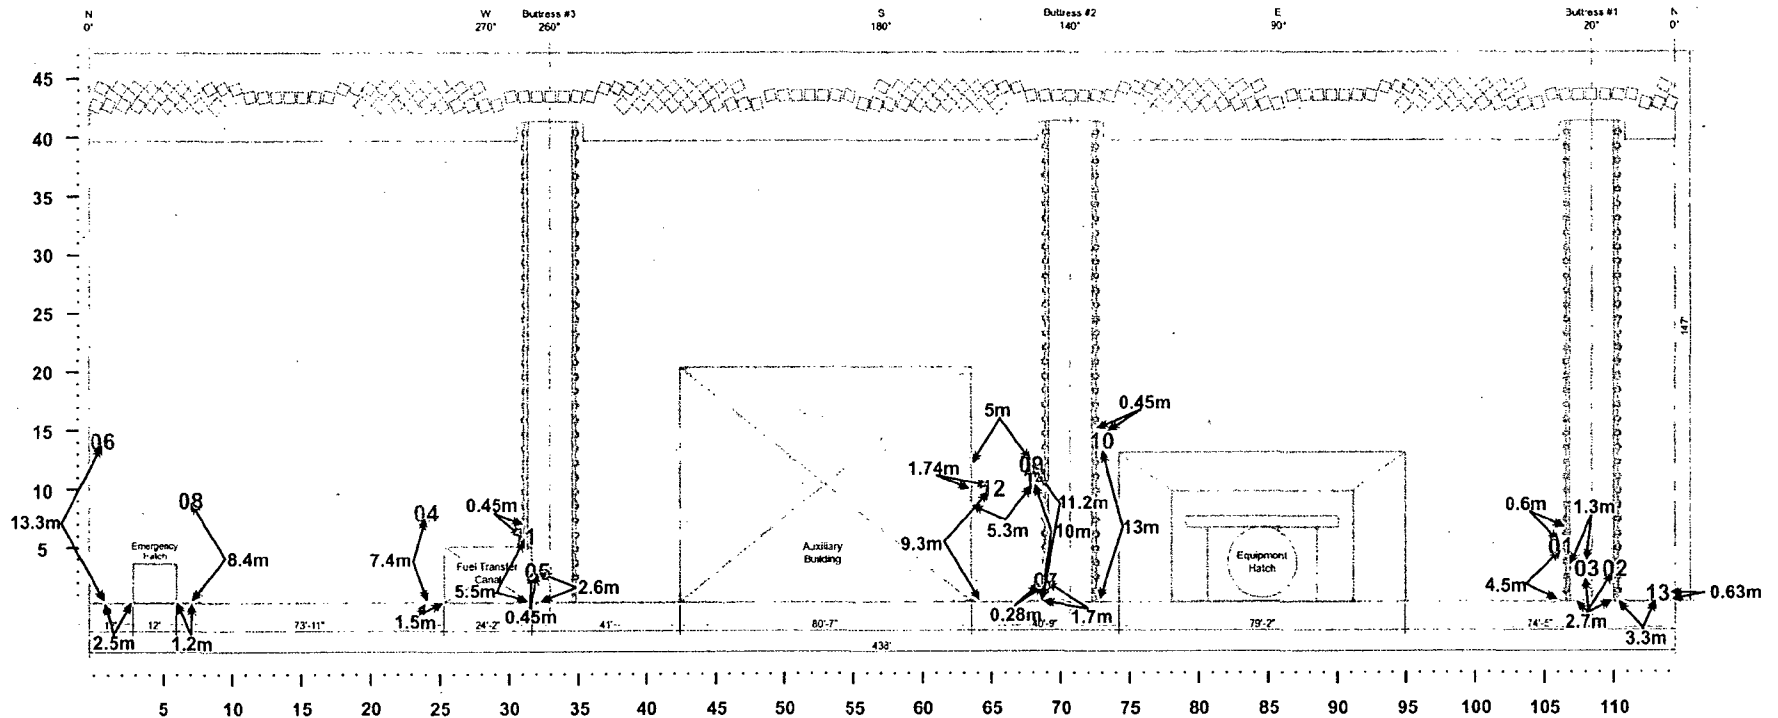 N W Buttress #3 S Buttress #2 E Buttress #1 N
0° 270° 260° 180° 140° 90° 20° 0°
45
40
35
30
25
20
15
10
5
147'
06
13.3m
08
8.4m
Emergency
Hatch
2.5m
12"
1.2m
73'-11"
04
7.4m
1.5m
0.45m
Fuel Transfer
Canal
5.5m
24'-2"
05
0.45m
2.6m
41'
Auxiliary
Building
80'-7"
5m
1.74m
12
09
5.3m
9.3m
11.2m
10m
07
0.28m
1.7m
0.45m
10
13m
Equipment
Hatch
79'-2"
0.6m
1.3m
01
03
02
4.5m
2.7m
13
0.63m
3.3m
438'
5 10 15 20 25 30 35 40 45 50 55 60 65 70 75 80 85 90 95 100 105 110